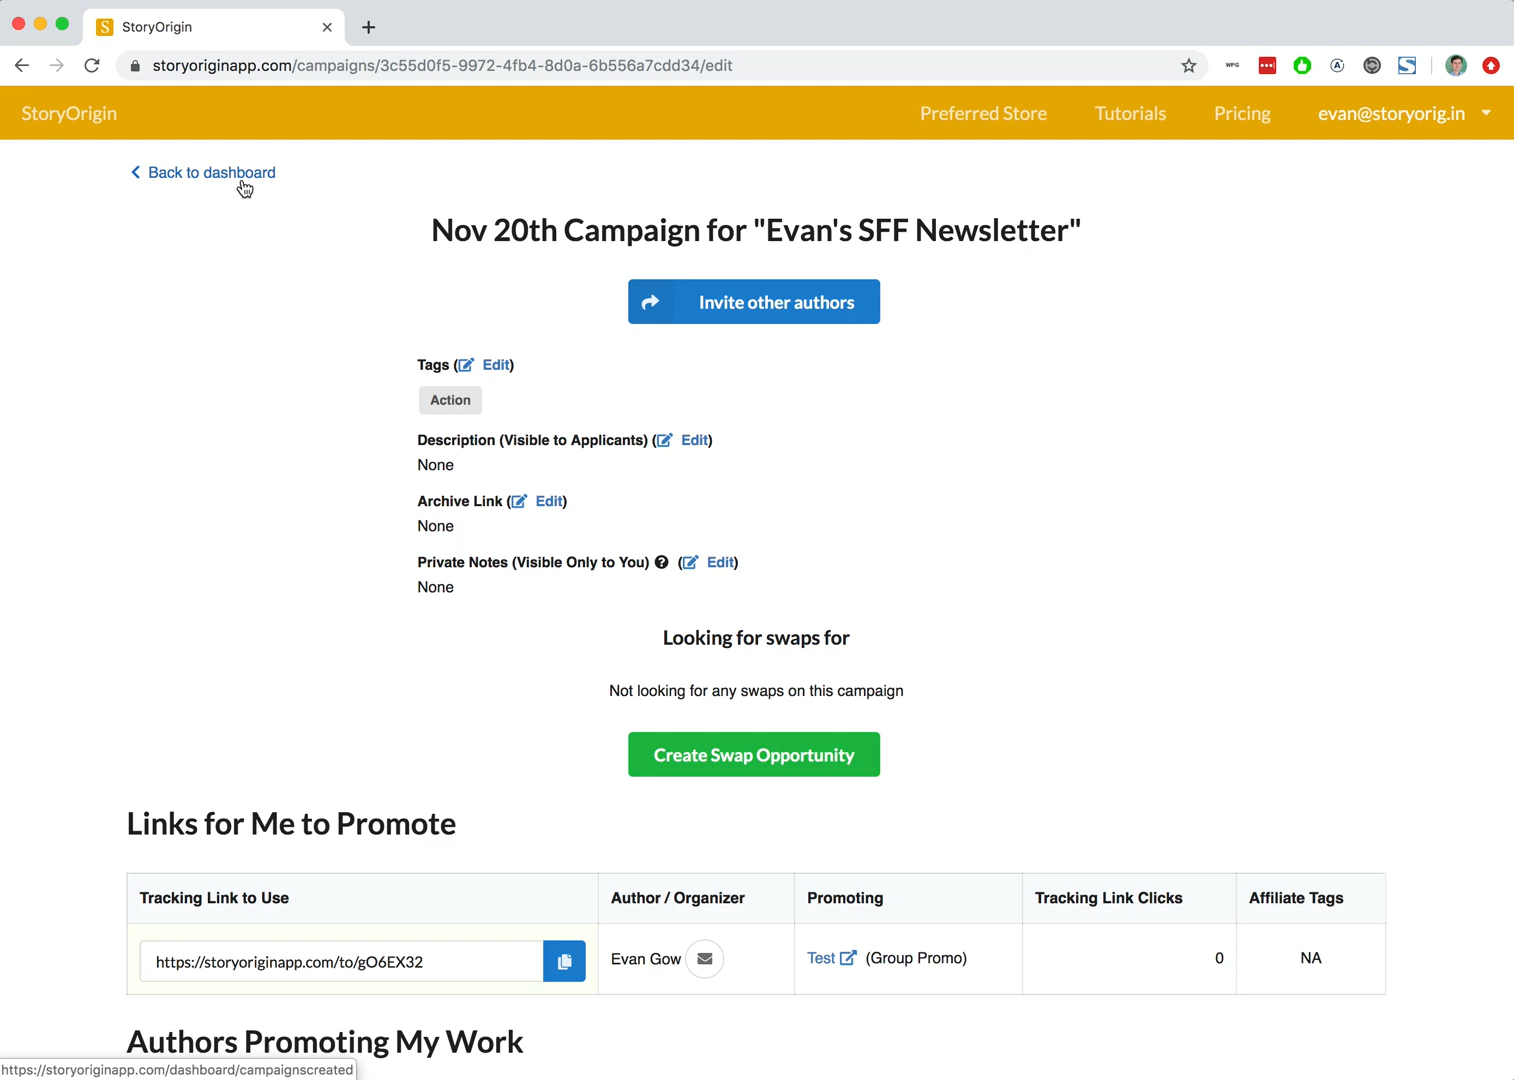 StoryOrigin
storyoriginapp.com/campaigns/3c55d0f5-9972-4fb4-8d0a-6b556a7cdd34/edit
StoryOrigin
Preferred Store
Tutorials
Pricing
evan@storyorig.in
Back to dashboard
Nov 20th Campaign for "Evan's SFF Newsletter"
Invite other authors
Tags ( Edit)
Action
Description (Visible to Applicants) ( Edit)
None
Archive Link ( Edit)
None
Private Notes (Visible Only to You) ? ( Edit)
None
Looking for swaps for
Not looking for any swaps on this campaign
Create Swap Opportunity
Links for Me to Promote
Tracking Link to Use
Author / Organizer
Promoting
Tracking Link Clicks
Affiliate Tags
https://storyoriginapp.com/to/gO6EX32
Evan Gow
Test (Group Promo)
0
NA
Authors Promoting My Work
https://storyoriginapp.com/dashboard/campaignscreated